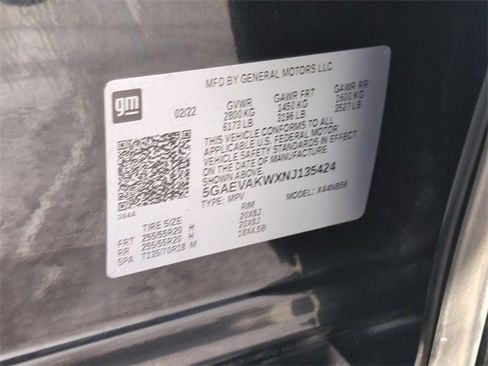 MFD BY GENERAL MOTORS LLC
gm
02/22
GVWR GAWR FRT GAWR RR
2800 KG 1450 KG 1600 KG
6173 LB 3196 LB 3527 LB
THIS VEHICLE CONFORMS TO ALL
APPLICABLE U.S. FEDERAL MOTOR
VEHICLE SAFETY STANDARDS IN EFFECT
ON THE DATE OF MANUFACTURE
5GAEVAKWXNJ135424
TYPE: MPV MODEL: X44NB56
3844
TIRE SIZE RIM
FRT 255/55R20 H 20X8J
RR 255/55R20 H 20X8J
SPA T135/70R18 M 18X4.5B